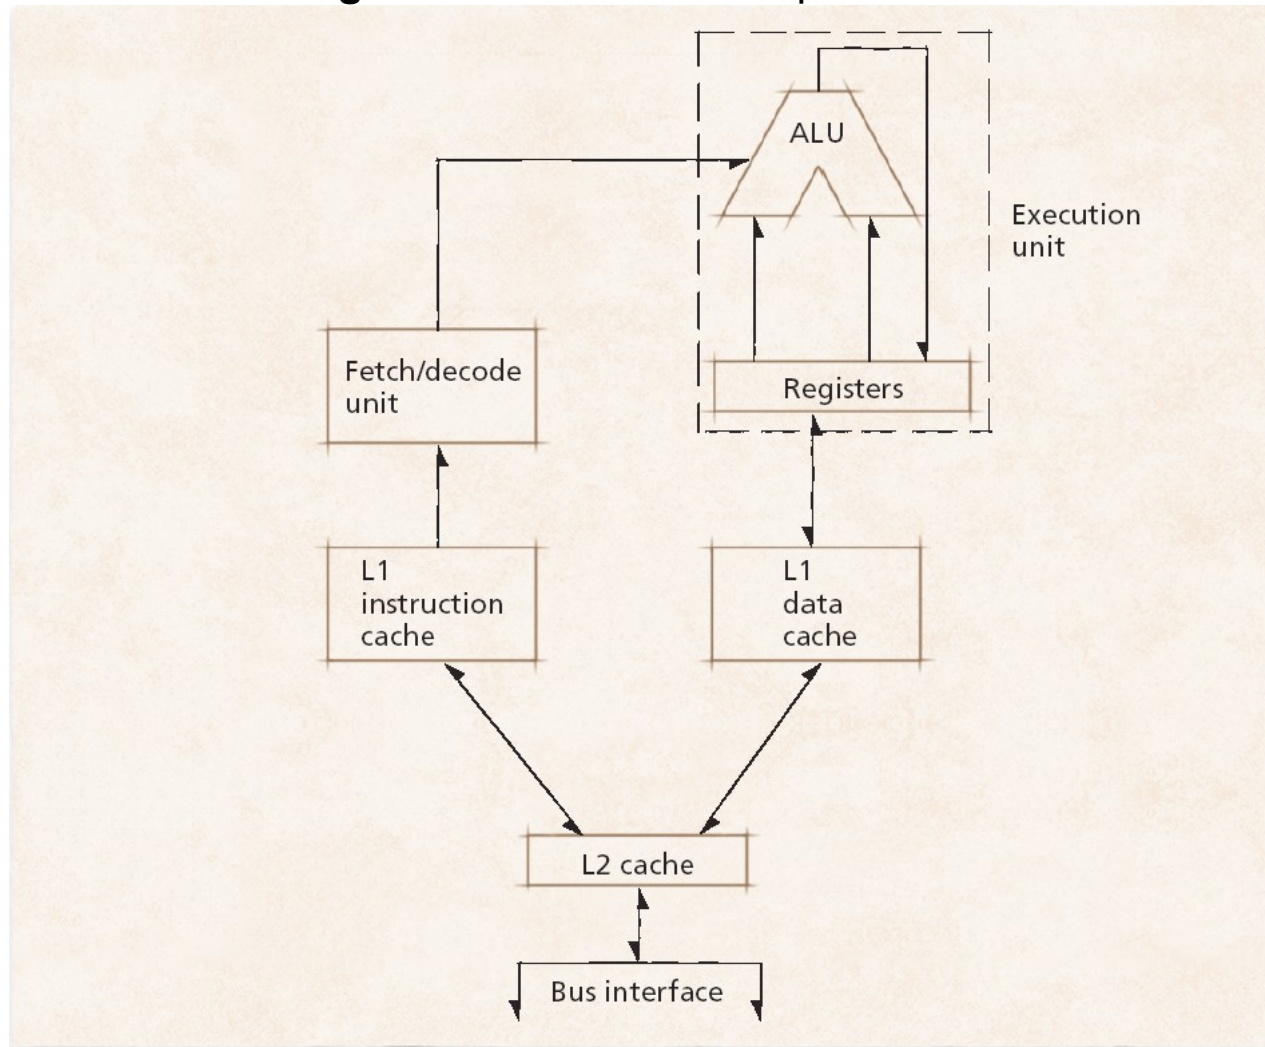 ALU
Execution
unit
Fetch/decode
unit
Registers
L1
instruction
cache
L1
data
cache
L2 cache
Bus interface